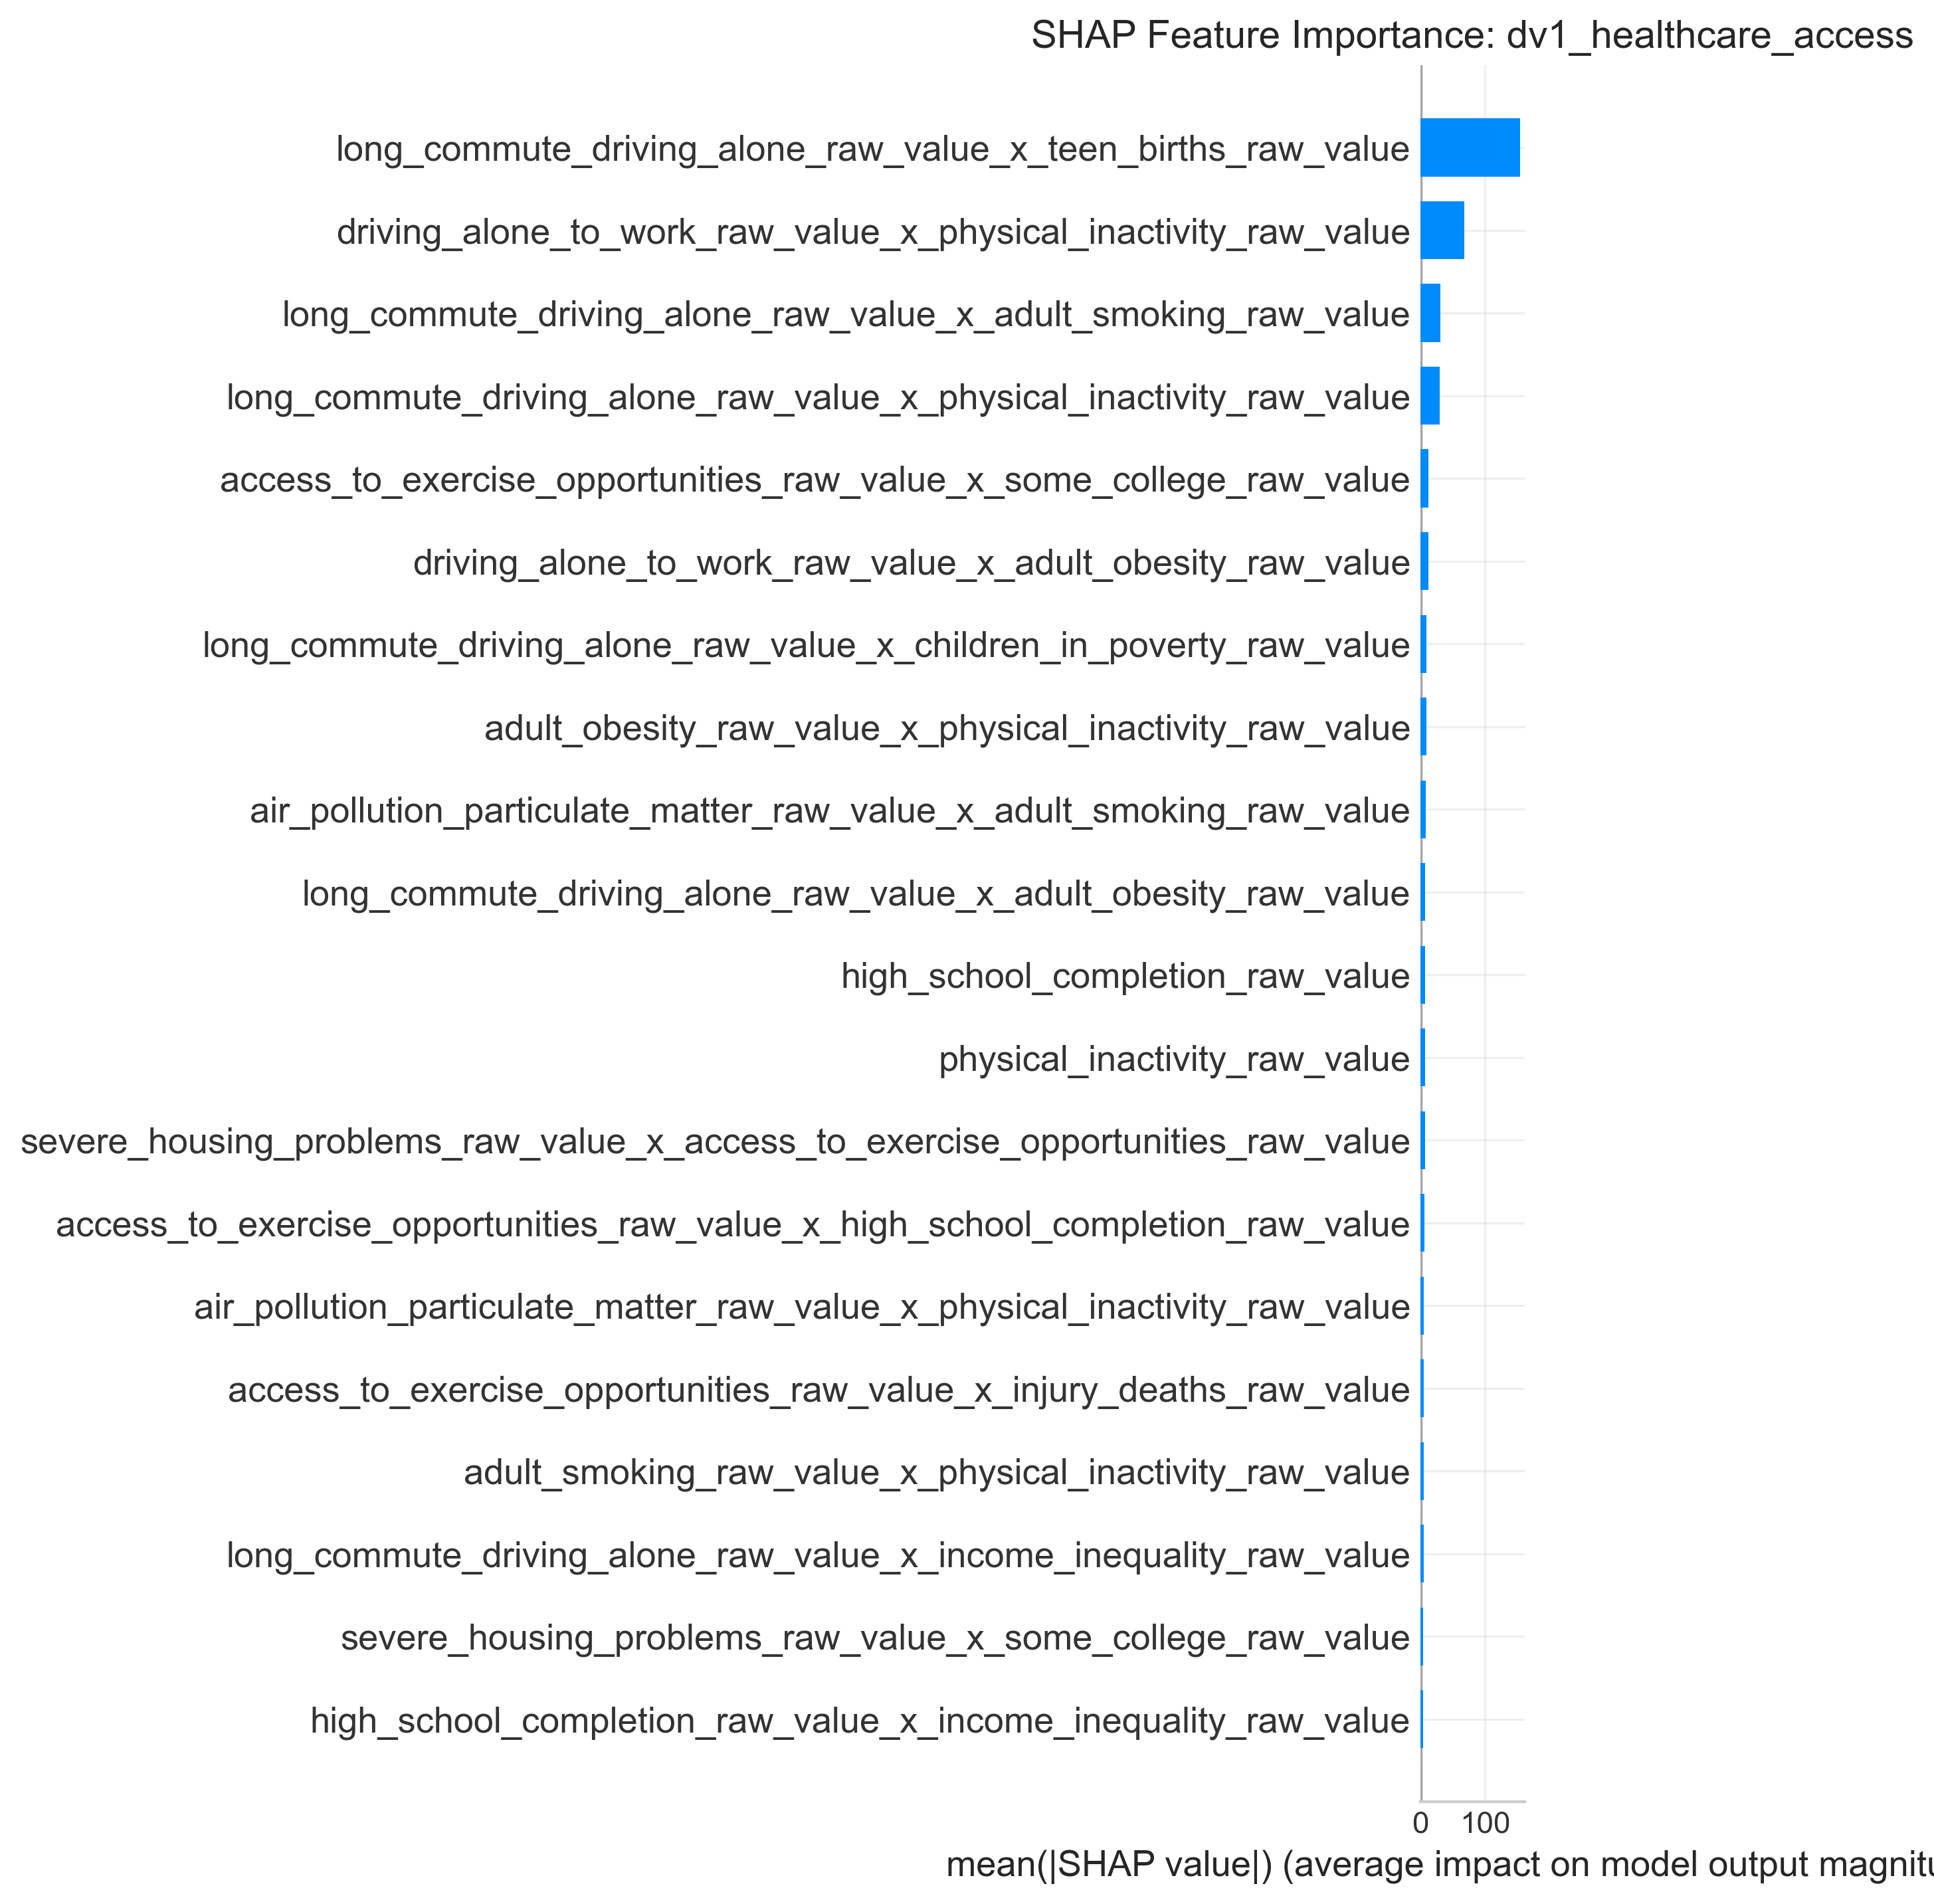 SHAP Feature Importance: dv1_healthcare_access
long_commute_driving_alone_raw_value_x_teen_births_raw_value
driving_alone_to_work_raw_value_x_physical_inactivity_raw_value
long_commute_driving_alone_raw_value_x_adult_smoking_raw_value
long_commute_driving_alone_raw_value_x_physical_inactivity_raw_value
access_to_exercise_opportunities_raw_value_x_some_college_raw_value
driving_alone_to_work_raw_value_x_adult_obesity_raw_value
long_commute_driving_alone_raw_value_x_children_in_poverty_raw_value
adult_obesity_raw_value_x_physical_inactivity_raw_value
air_pollution_particulate_matter_raw_value_x_adult_smoking_raw_value
long_commute_driving_alone_raw_value_x_adult_obesity_raw_value
high_school_completion_raw_value
physical_inactivity_raw_value
severe_housing_problems_raw_value_x_access_to_exercise_opportunities_raw_value
access_to_exercise_opportunities_raw_value_x_high_school_completion_raw_value
air_pollution_particulate_matter_raw_value_x_physical_inactivity_raw_value
access_to_exercise_opportunities_raw_value_x_injury_deaths_raw_value
adult_smoking_raw_value_x_physical_inactivity_raw_value
long_commute_driving_alone_raw_value_x_income_inequality_raw_value
severe_housing_problems_raw_value_x_some_college_raw_value
high_school_completion_raw_value_x_income_inequality_raw_value
0 100
mean(|SHAP value|) (average impact on model output